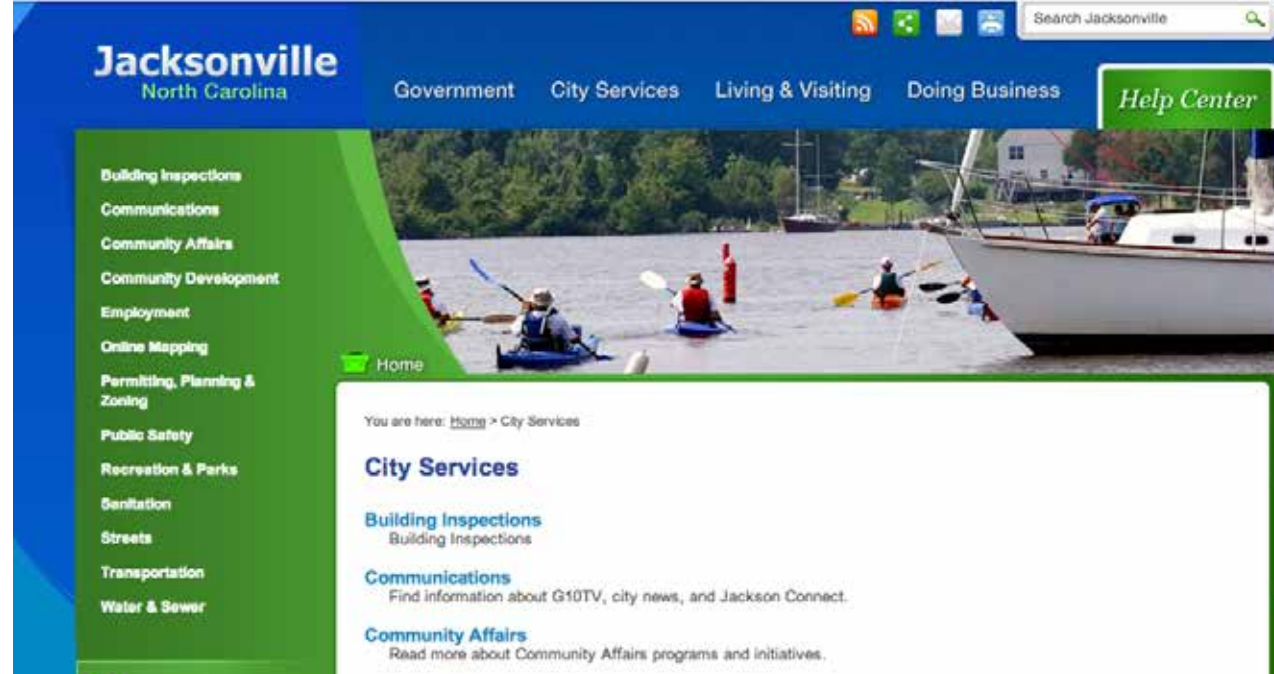 Search Jacksonville
Jacksonville
North Carolina
Government
City Services
Living & Visiting
Doing Business
Help Center
Building Inspections
Communications
Community Affairs
Community Development
Employment
Online Mapping
Permitting, Planning &
Zoning
Public Safety
Recreation & Parks
Sanitation
Streets
Transportation
Water & Sewer
Home
You are here: Home > City Services
City Services
Building Inspections
Building Inspections
Communications
Find information about G10TV, city news, and Jackson Connect.
Community Affairs
Read more about Community Affairs programs and initiatives.